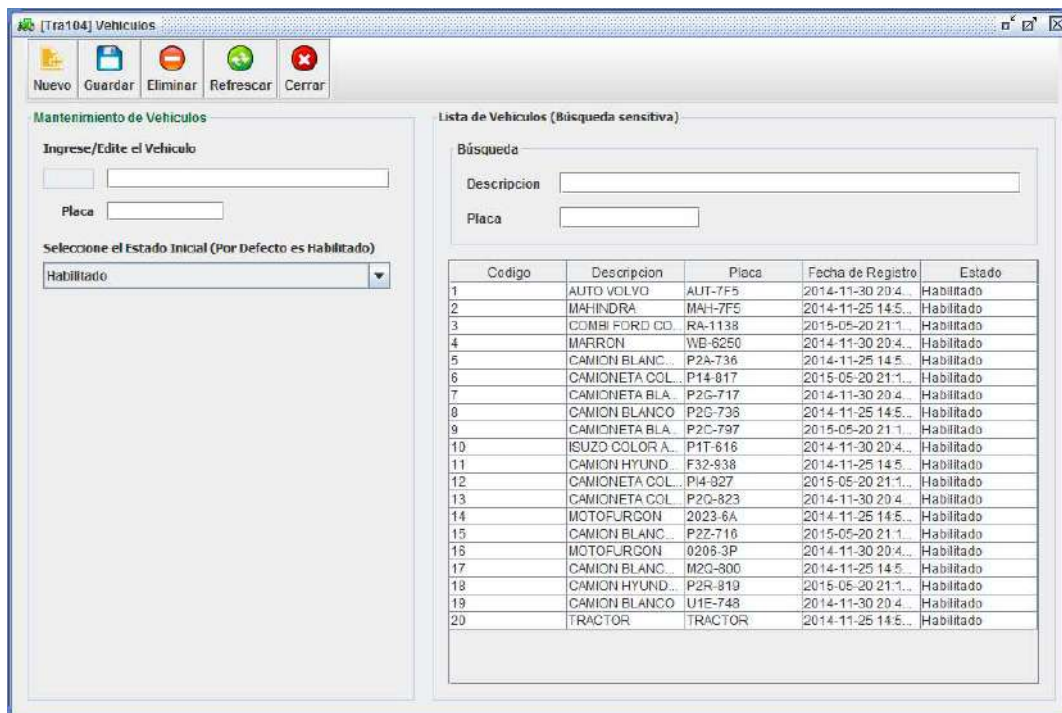 [Tra104] Vehiculos
Nuevo Guardar Eliminar Refrescar Cerrar
Mantenimiento de Vehiculos
Ingrese/Edite el Vehiculo
Placa
Seleccione el Estado Inicial (Por Defecto es Habilitado)
Habilitado
Lista de Vehiculos (Búsqueda sensitiva)
Búsqueda
Descripcion
Placa
Codigo Descripcion Placa Fecha de Registro Estado
1 AUTO VOLVO AUT-7F5 2014-11-30 20:4... Habilitado
2 MAHINDRA MAH-7F5 2014-11-25 14:5... Habilitado
3 COMBI FORD CO... RA-1138 2015-05-20 21:1... Habilitado
4 MARRON WB-6250 2014-11-30 20:4... Habilitado
5 CAMION BLANC... P2A-736 2014-11-25 14:5... Habilitado
6 CAMIONETA COL... P14-817 2015-05-20 21:1... Habilitado
7 CAMIONETA BLA... P2G-717 2014-11-30 20:4... Habilitado
8 CAMION BLANCO P2G-736 2014-11-25 14:5... Habilitado
9 CAMIONETA BLA... P2C-797 2015-05-20 21:1... Habilitado
10 ISUZO COLOR A... P1T-616 2014-11-30 20:4... Habilitado
11 CAMION HYUND... F32-938 2014-11-25 14:5... Habilitado
12 CAMIONETA COL... PI4-827 2015-05-20 21:1... Habilitado
13 CAMIONETA COL... P2Q-823 2014-11-30 20:4... Habilitado
14 MOTOFURGON 2023-6A 2014-11-25 14:5... Habilitado
15 CAMION BLANC... P2Z-716 2015-05-20 21:1... Habilitado
16 MOTOFURGON 0206-3P 2014-11-30 20:4... Habilitado
17 CAMION BLANC... M2Q-800 2014-11-25 14:5... Habilitado
18 CAMION HYUND... P2R-819 2015-05-20 21:1... Habilitado
19 CAMION BLANCO U1E-748 2014-11-30 20:4... Habilitado
20 TRACTOR TRACTOR 2014-11-25 14:5... Habilitado